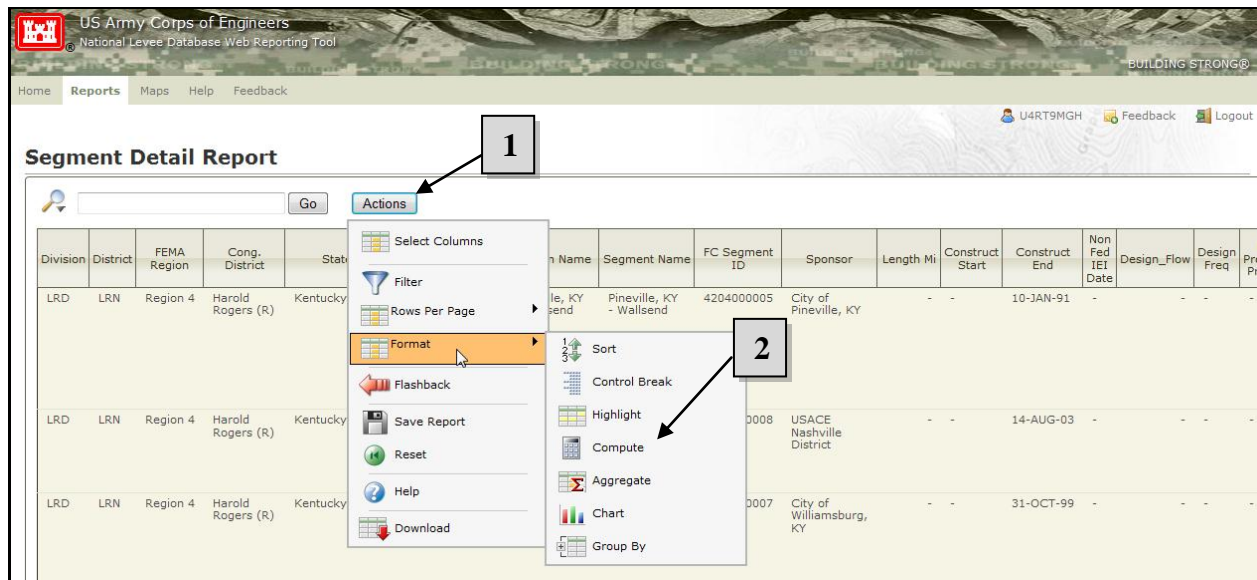 US Army Corps of Engineers
®
National Levee Database Web Reporting Tool
BUILDING STRONG®
Home Reports Maps Help Feedback
U4RT9MGH Feedback Logout
Segment Detail Report
1
Go Actions
Division District FEMA Region Cong. District State n Name Segment Name FC Segment ID Sponsor Length Mi Construct Start Construct End Non Fed IEI Date Design_Flow Design Freq
LRD LRN Region 4 Harold Rogers (R) Kentucky le, KY send Pineville, KY - Wallsend 4204000005 City of Pineville, KY - - 10-JAN-91 - - - -
LRD LRN Region 4 Harold Rogers (R) Kentucky 0008 USACE Nashville District - - 14-AUG-03 - - - -
LRD LRN Region 4 Harold Rogers (R) Kentucky 0007 City of Williamsburg, KY - - 31-OCT-99 - - - -
Select Columns
Filter
Rows Per Page
Format
Flashback
Save Report
Reset
Help
Download
2
Sort
Control Break
Highlight
Compute
Aggregate
Chart
Group By